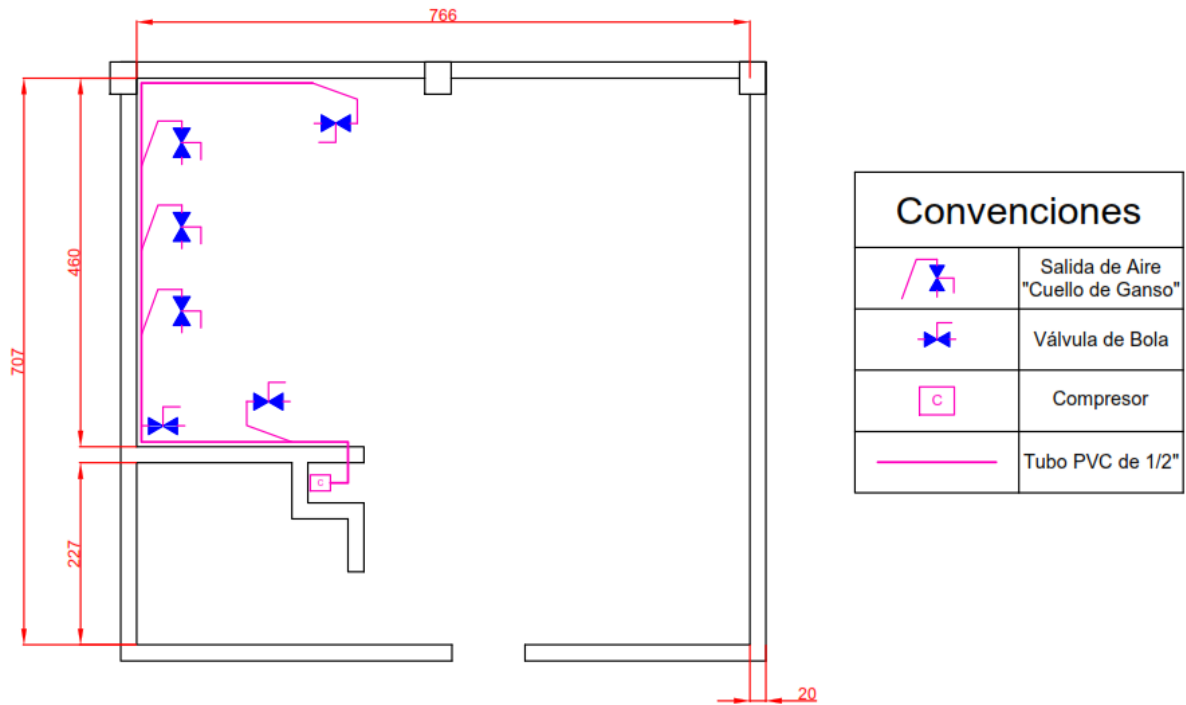 766
460
707
227
20
Convenciones
Salida de Aire
"Cuello de Ganso"
Válvula de Bola
C
Compresor
Tubo PVC de 1/2"
C